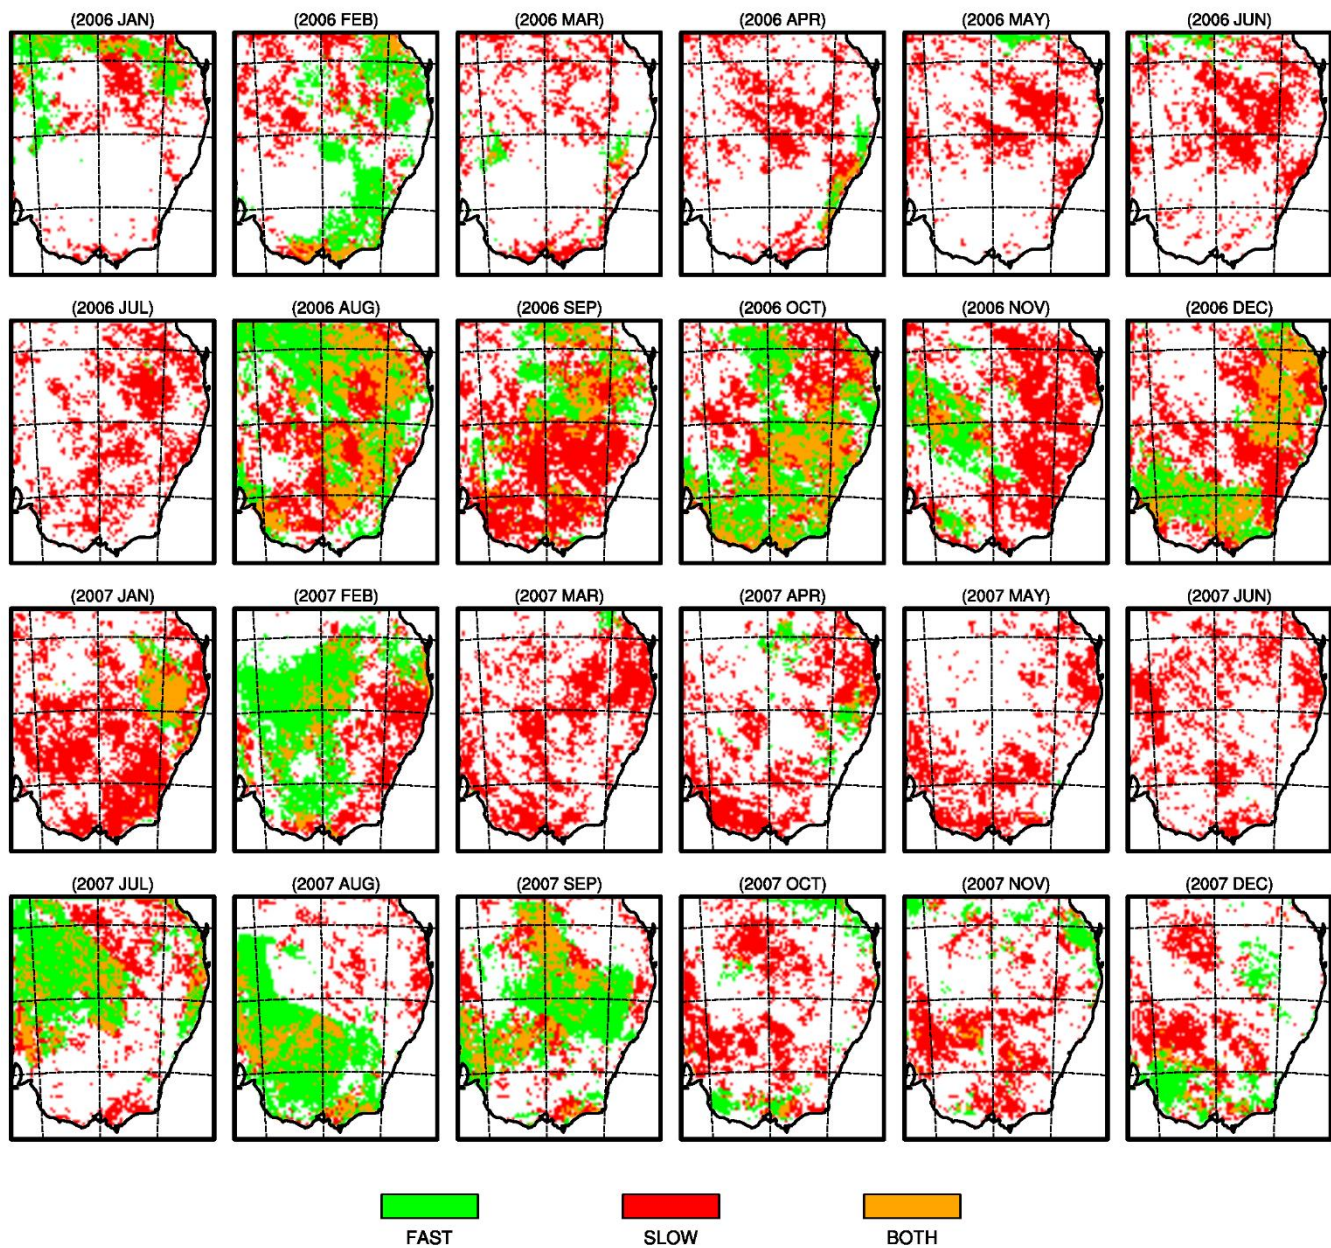 (2006 JAN) (2006 FEB) (2006 MAR) (2006 APR) (2006 MAY) (2006 JUN)
(2006 JUL) (2006 AUG) (2006 SEP) (2006 OCT) (2006 NOV) (2006 DEC)
(2007 JAN) (2007 FEB) (2007 MAR) (2007 APR) (2007 MAY) (2007 JUN)
(2007 JUL) (2007 AUG) (2007 SEP) (2007 OCT) (2007 NOV) (2007 DEC)
FAST SLOW BOTH